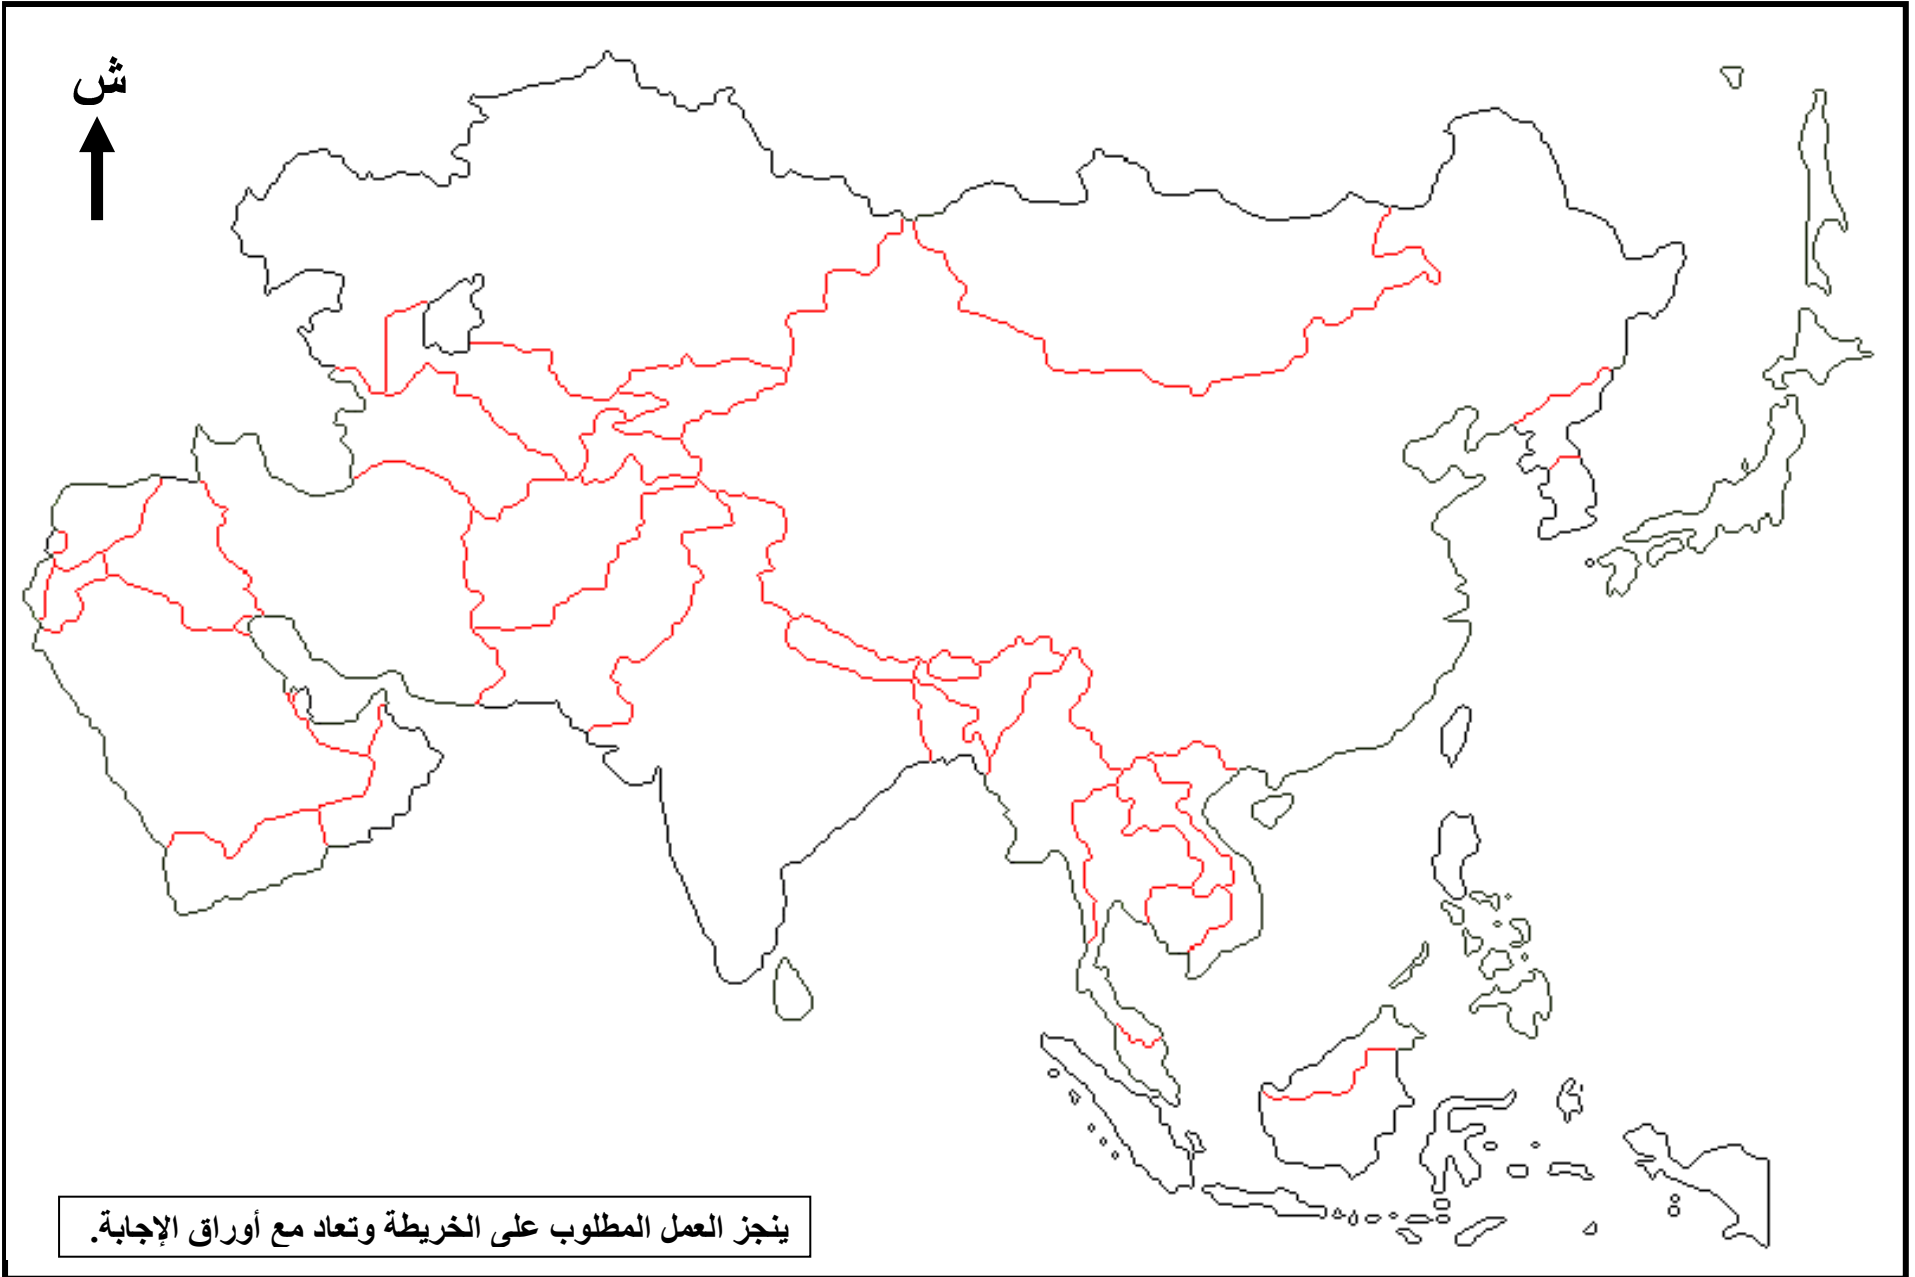 ش
ينجز العمل المطلوب على الخريطة وتعاد مع أوراق الإجابة.